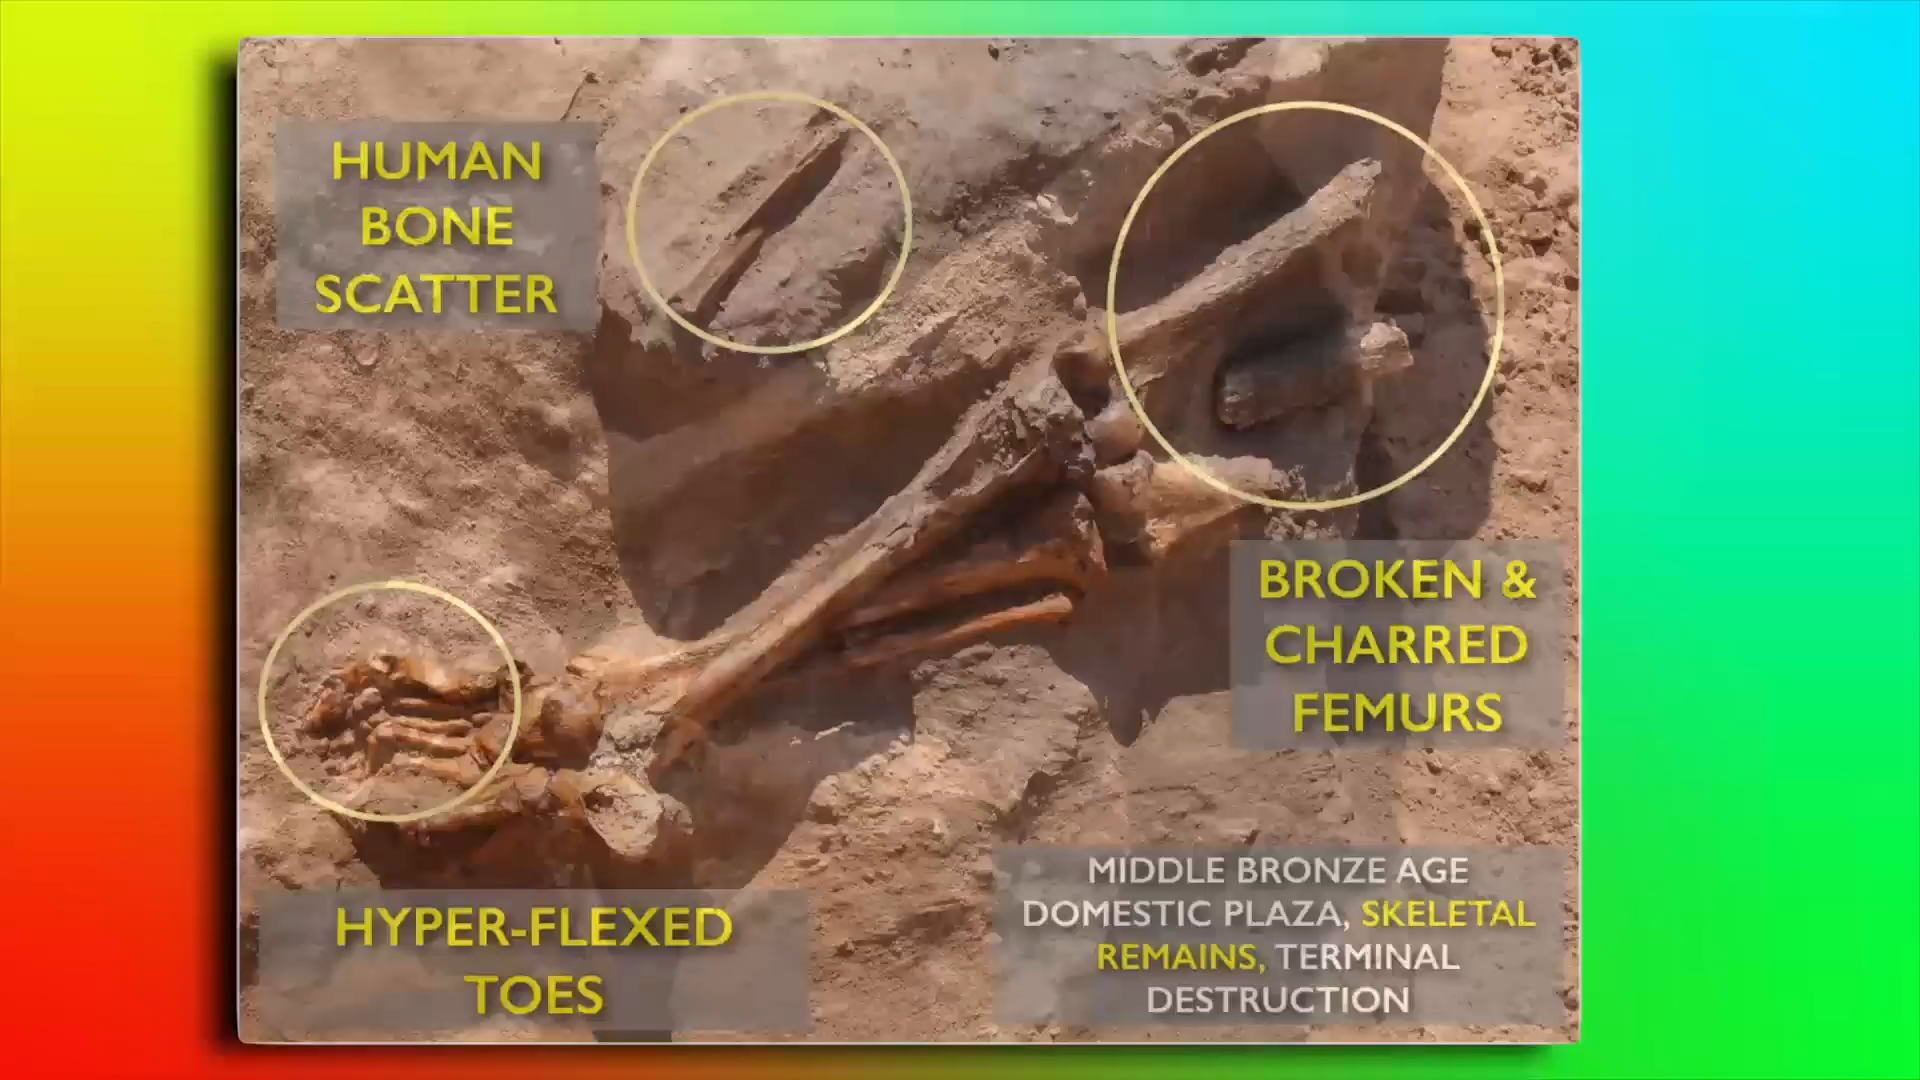 HUMAN
BONE
SCATTER
BROKEN &
CHARRED
FEMURS
HYPER-FLEXED
TOES
MIDDLE BRONZE AGE
DOMESTIC PLAZA, SKELETAL
REMAINS, TERMINAL
DESTRUCTION